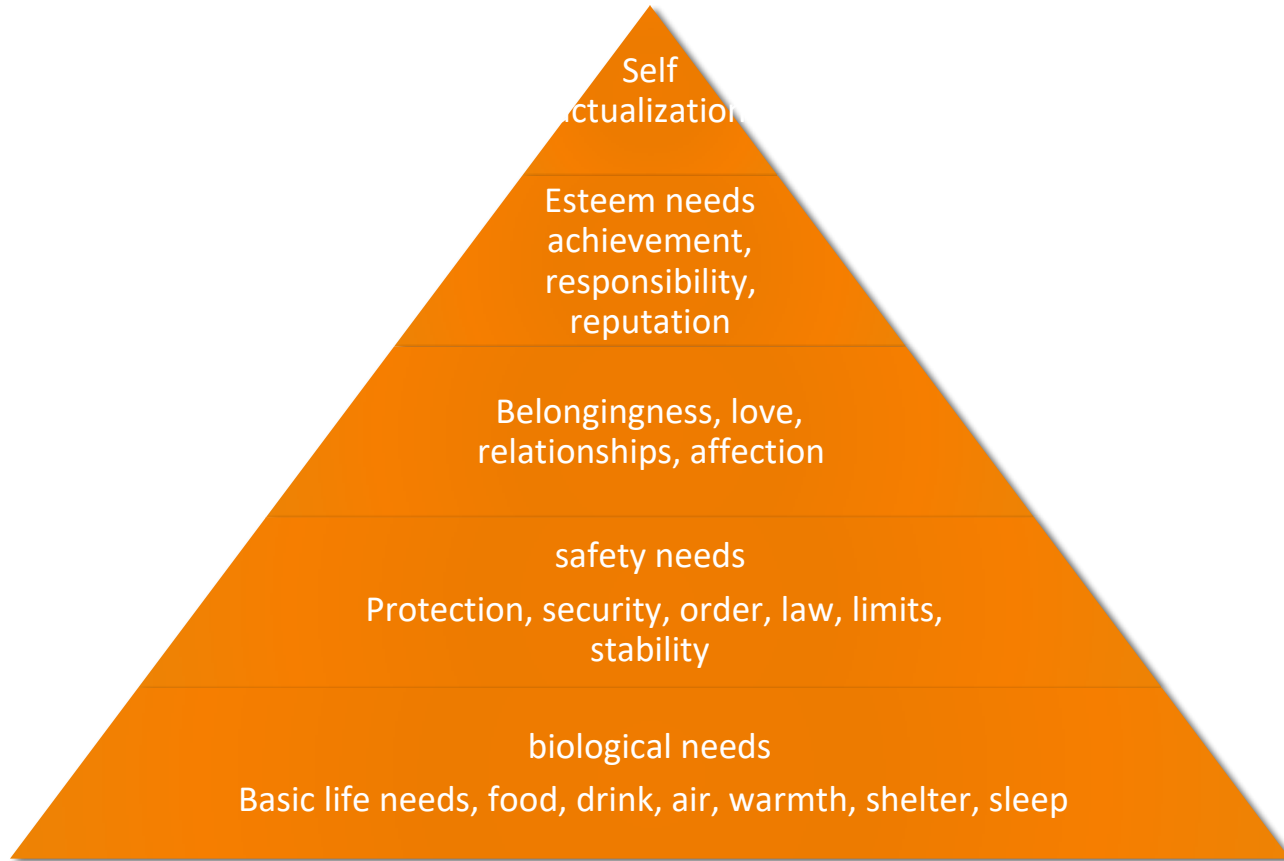 Self
actualization
Esteem needs
achievement,
responsibility,
reputation
Belongingness, love,
relationships, affection
safety needs
Protection, security, order, law, limits,
stability
biological needs
Basic life needs, food, drink, air, warmth, shelter, sleep